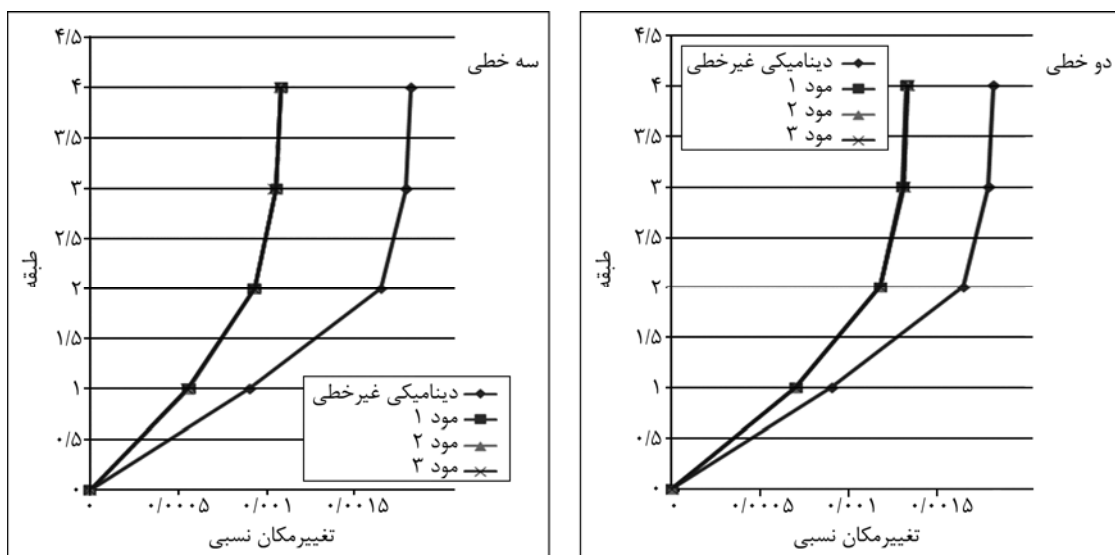 سه خطی
۴/۵
۴
۳/۵
۳
۲/۵
۲
۱/۵
۱
۰/۵
۰
طبقه
دینامیکی غیرخطی
مود ۱
مود ۲
مود ۳
۰ ۰/۰۰۰۵ ۰/۰۰۱ ۰/۰۰۱۵
تغییرمکان نسبی
دو خطی
۴/۵
۴
۳/۵
۳
۲/۵
۲
۱/۵
۱
۰/۵
۰
طبقه
دینامیکی غیرخطی
مود ۱
مود ۲
مود ۳
۰ ۰/۰۰۰۵ ۰/۰۰۱ ۰/۰۰۱۵
تغییرمکان نسبی